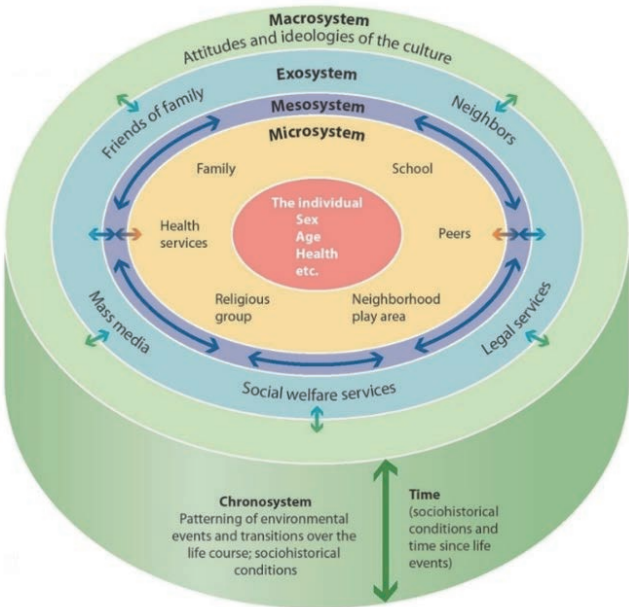 Macrosystem
Attitudes and ideologies of the culture
Exosystem
Friends of family
Neighbors
Mesosystem
Microsystem
Family
School
The individual
Sex
Age
Health
etc.
Health
services
Peers
Religious
group
Neighborhood
play area
Mass media
Legal services
Social welfare services
Chronosystem
Patterning of environmental
events and transitions over the
life course; sociohistorical
conditions
Time
(sociohistorical
conditions and
time since life
events)